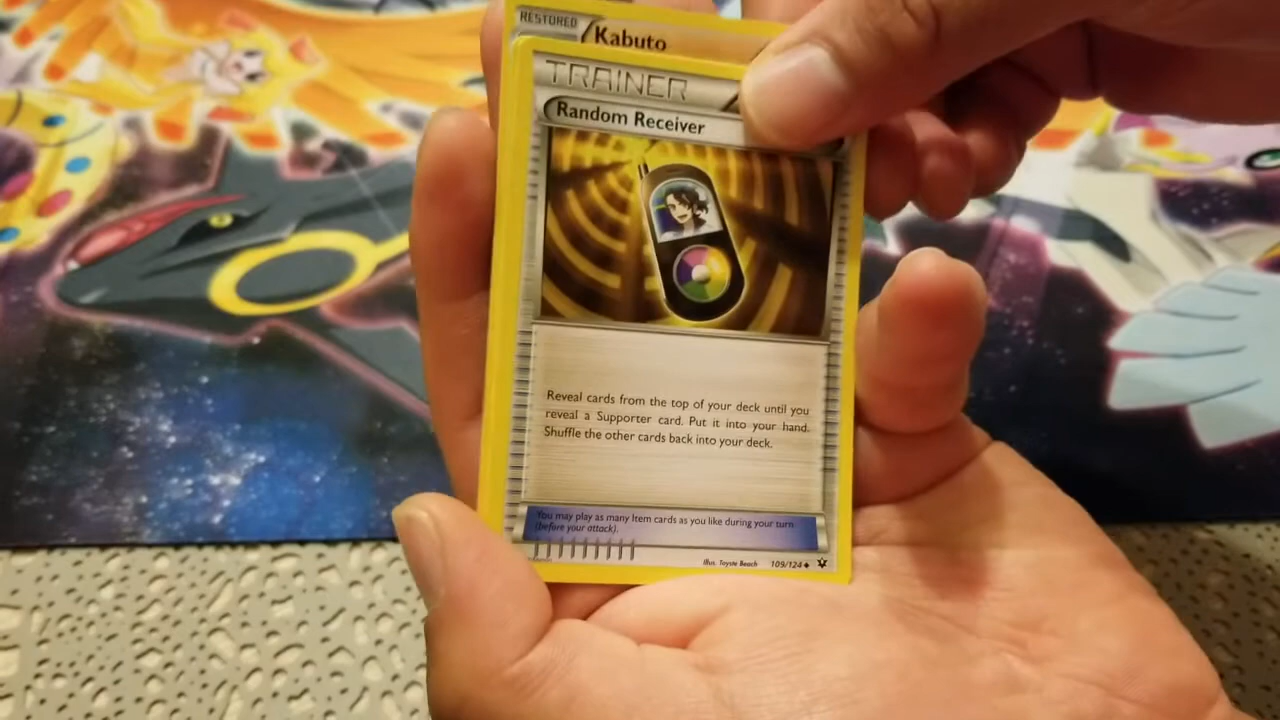 RESTORED
Kabuto
TRAINER
Random Receiver
Reveal cards from the top of your deck until you
reveal a Supporter card. Put it into your hand.
Shuffle the other cards back into your deck.
You may play as many Item cards as you like during your turn
(before your attack).
Illus. Toyste Beach 109/124